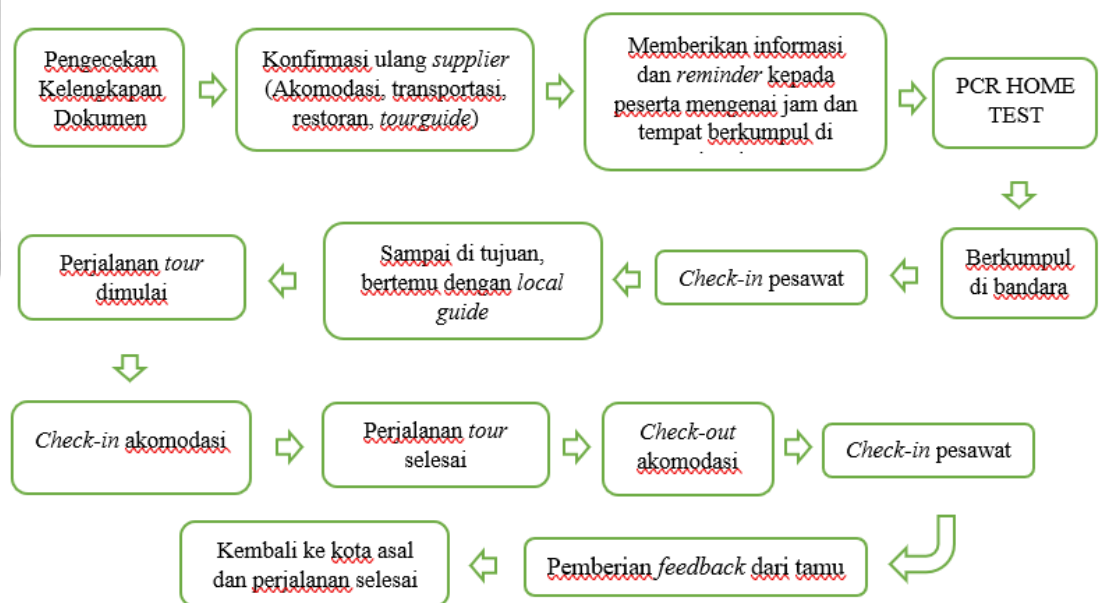 Pengecekan
Kelengkapan
Dokumen
Konfirmasi ulang supplier
(Akomodasi, transportasi,
restoran, tourguide)
Memberikan informasi
dan reminder kepada
peserta mengenai jam dan
tempat berkumpul di
PCR HOME
TEST
Berkumpul
di bandara
Check-in pesawat
Sampai di tujuan,
bertemu dengan local
guide
Perjalanan tour
dimulai
Check-in akomodasi
Perjalanan tour
selesai
Check-out
akomodasi
Check-in pesawat
Pemberian feedback dari tamu
Kembali ke kota asal
dan perjalanan selesai